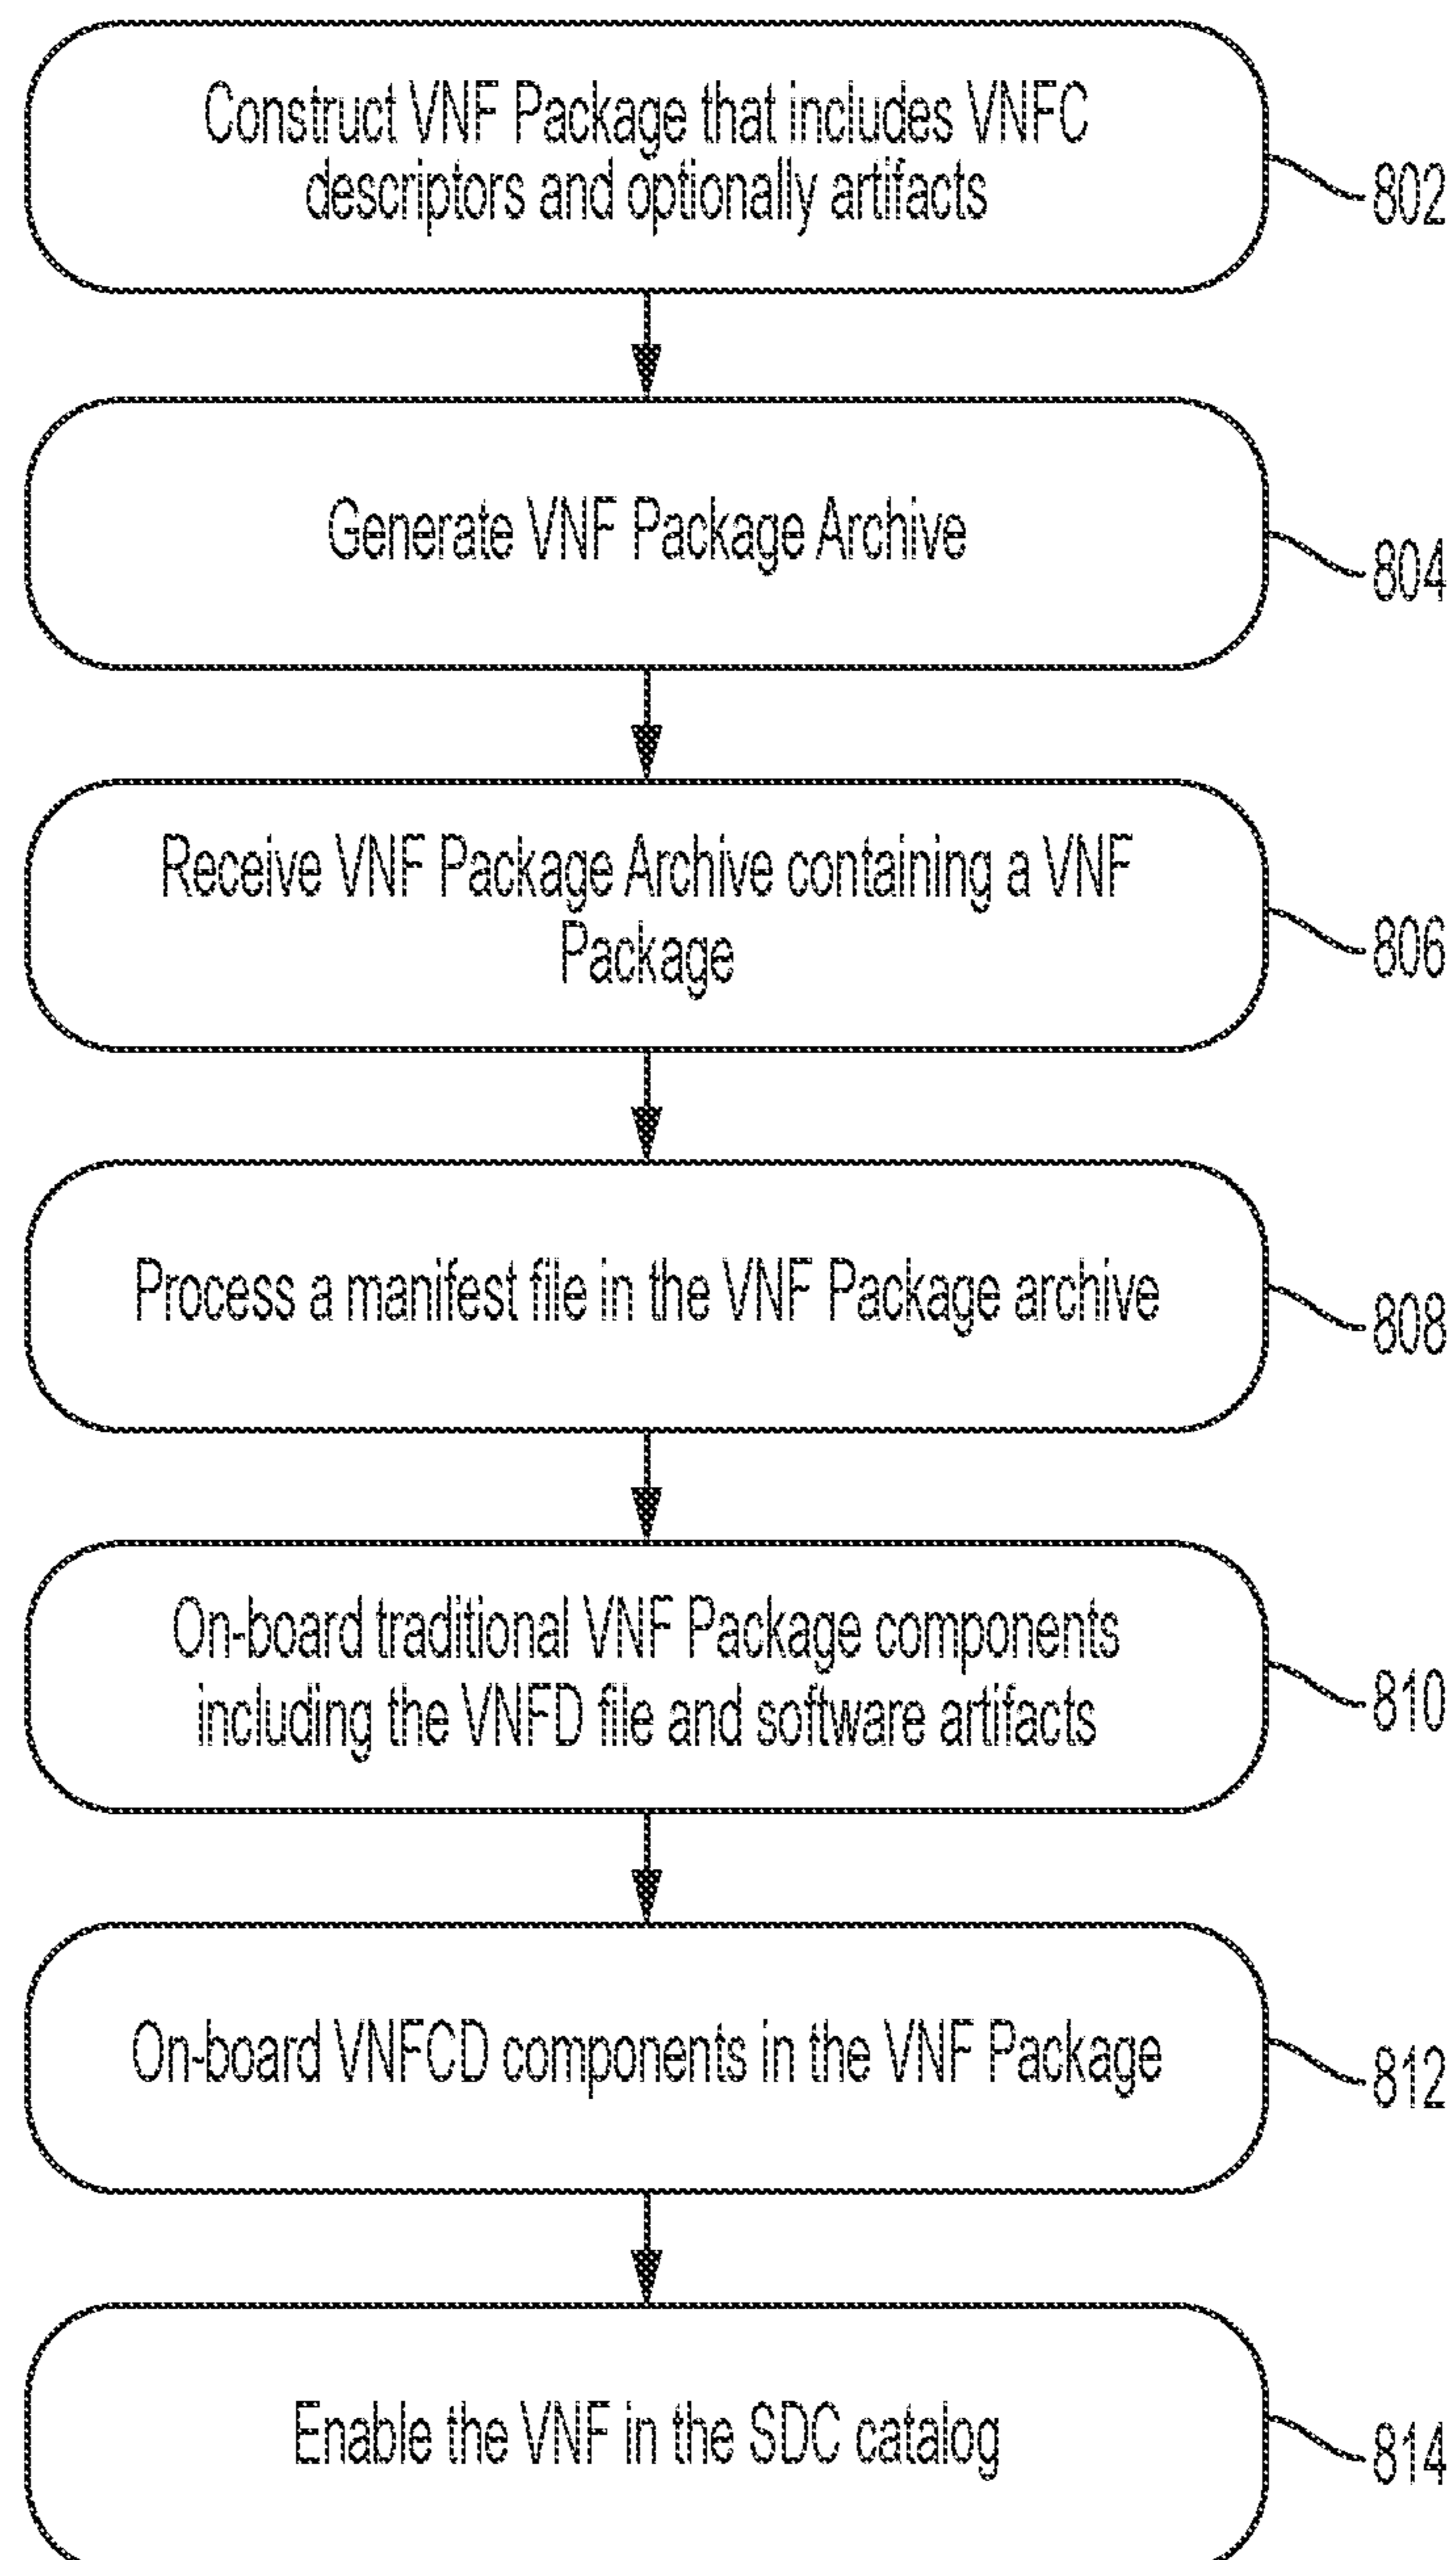 Construct VNF Package that includes VNFC
descriptors and optionally artifacts
802
Generate VNF Package Archive
804
Receive VNF Package Archive containing a VNF
Package
806
Process a manifest file in the VNF Package archive
808
On-board traditional VNF Package components
including the VNFD file and software artifacts
810
On-board VNFCD components in the VNF Package
812
Enable the VNF in the SDC catalog
814